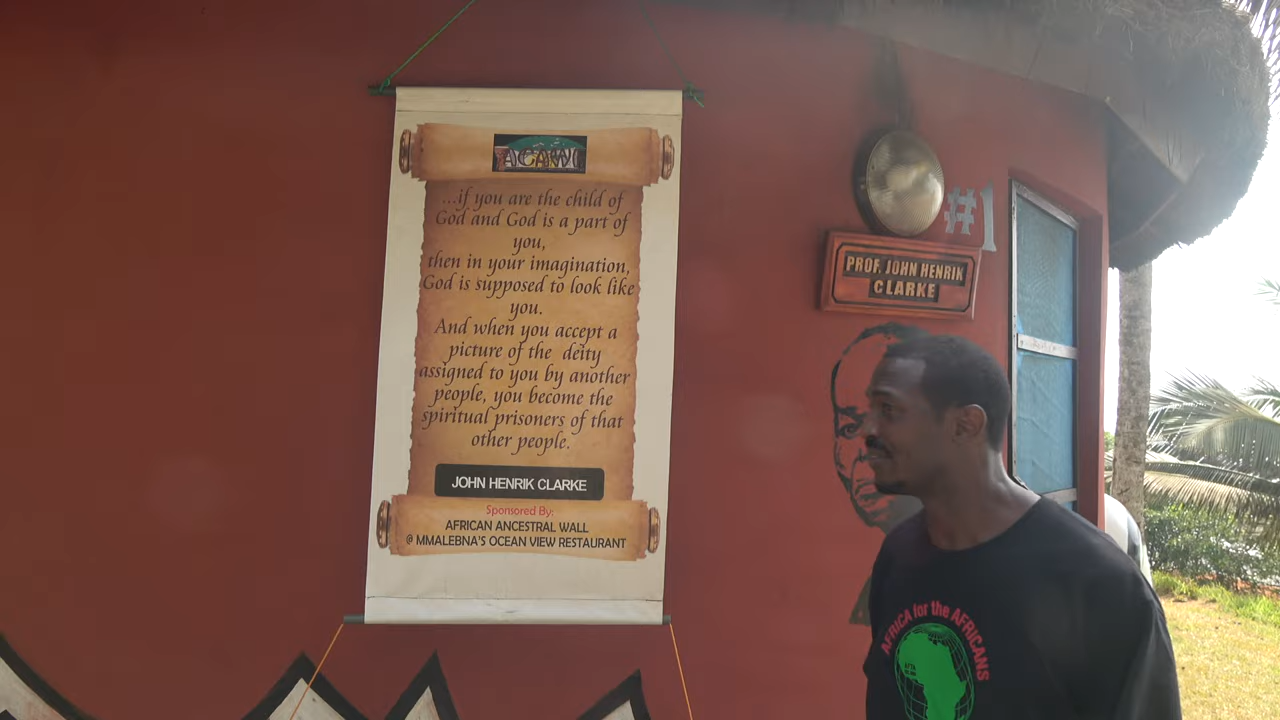 ...if you are the child of
God and God is a part of
you,
then in your imagination,
God is supposed to look like
you.
And when you accept a
picture of the deity
assigned to you by another
people, you become the
spiritual prisoners of that
other people.
JOHN HENRIK CLARKE
Sponsored By:
AFRICAN ANCESTRAL WALL
@ MMALEBNA'S OCEAN VIEW RESTAURANT
#1
PROF. JOHN HENRIK
CLARKE
AFRICA for the AFRICANS